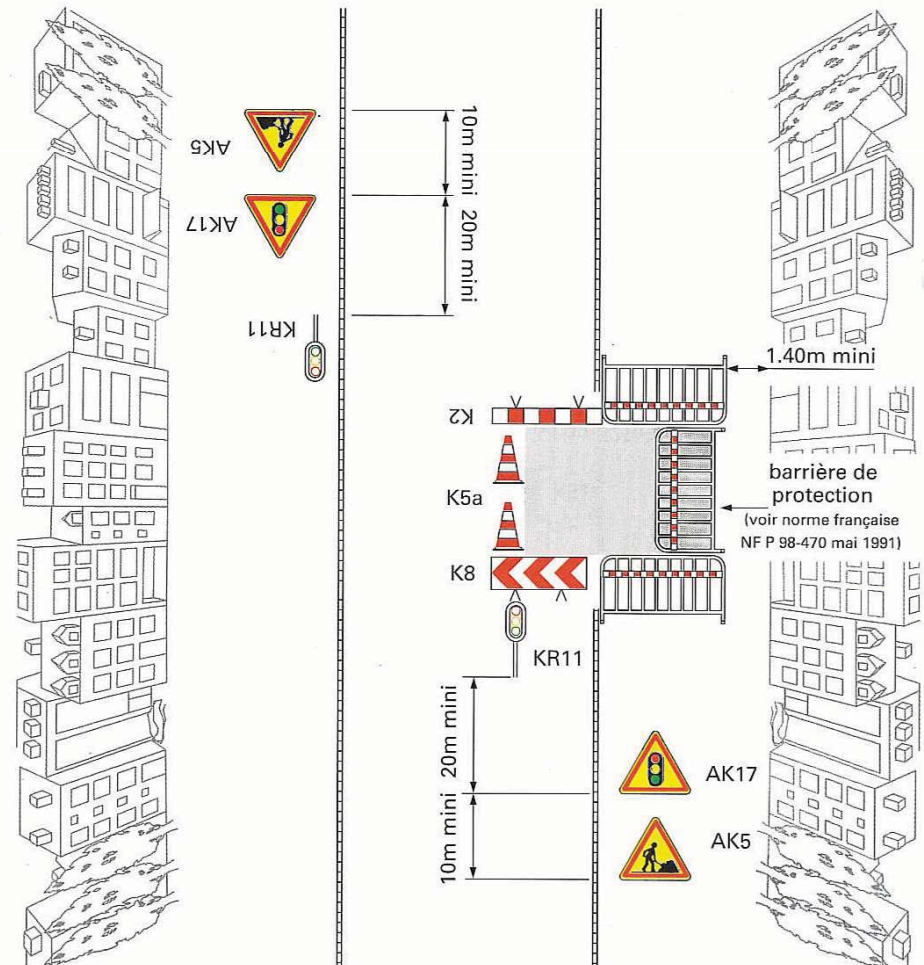 AK5
10m mini
AK17
20m mini
KR11
1.40m mini
K2
K5a
barrière de
protection
(voir norme française
NF P 98-470 mai 1991)
K8
KR11
20m mini
AK17
10m mini
AK5